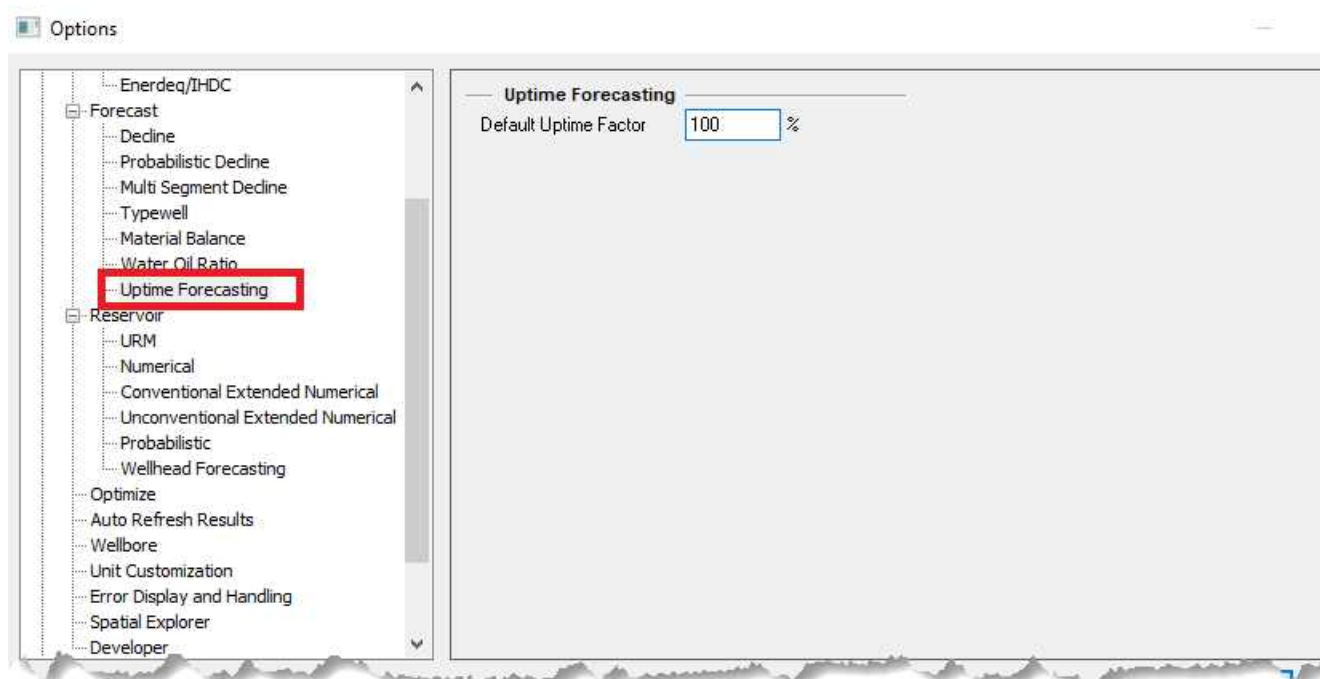 Options
Enerdeq/IHDC
Forecast
Decline
Probabilistic Decline
Multi Segment Decline
Typewell
Material Balance
Water Oil Ratio
Uptime Forecasting
Reservoir
URM
Numerical
Conventional Extended Numerical
Unconventional Extended Numerical
Probabilistic
Wellhead Forecasting
Optimize
Auto Refresh Results
Wellbore
Unit Customization
Error Display and Handling
Spatial Explorer
Developer
Uptime Forecasting
Default Uptime Factor 100 %